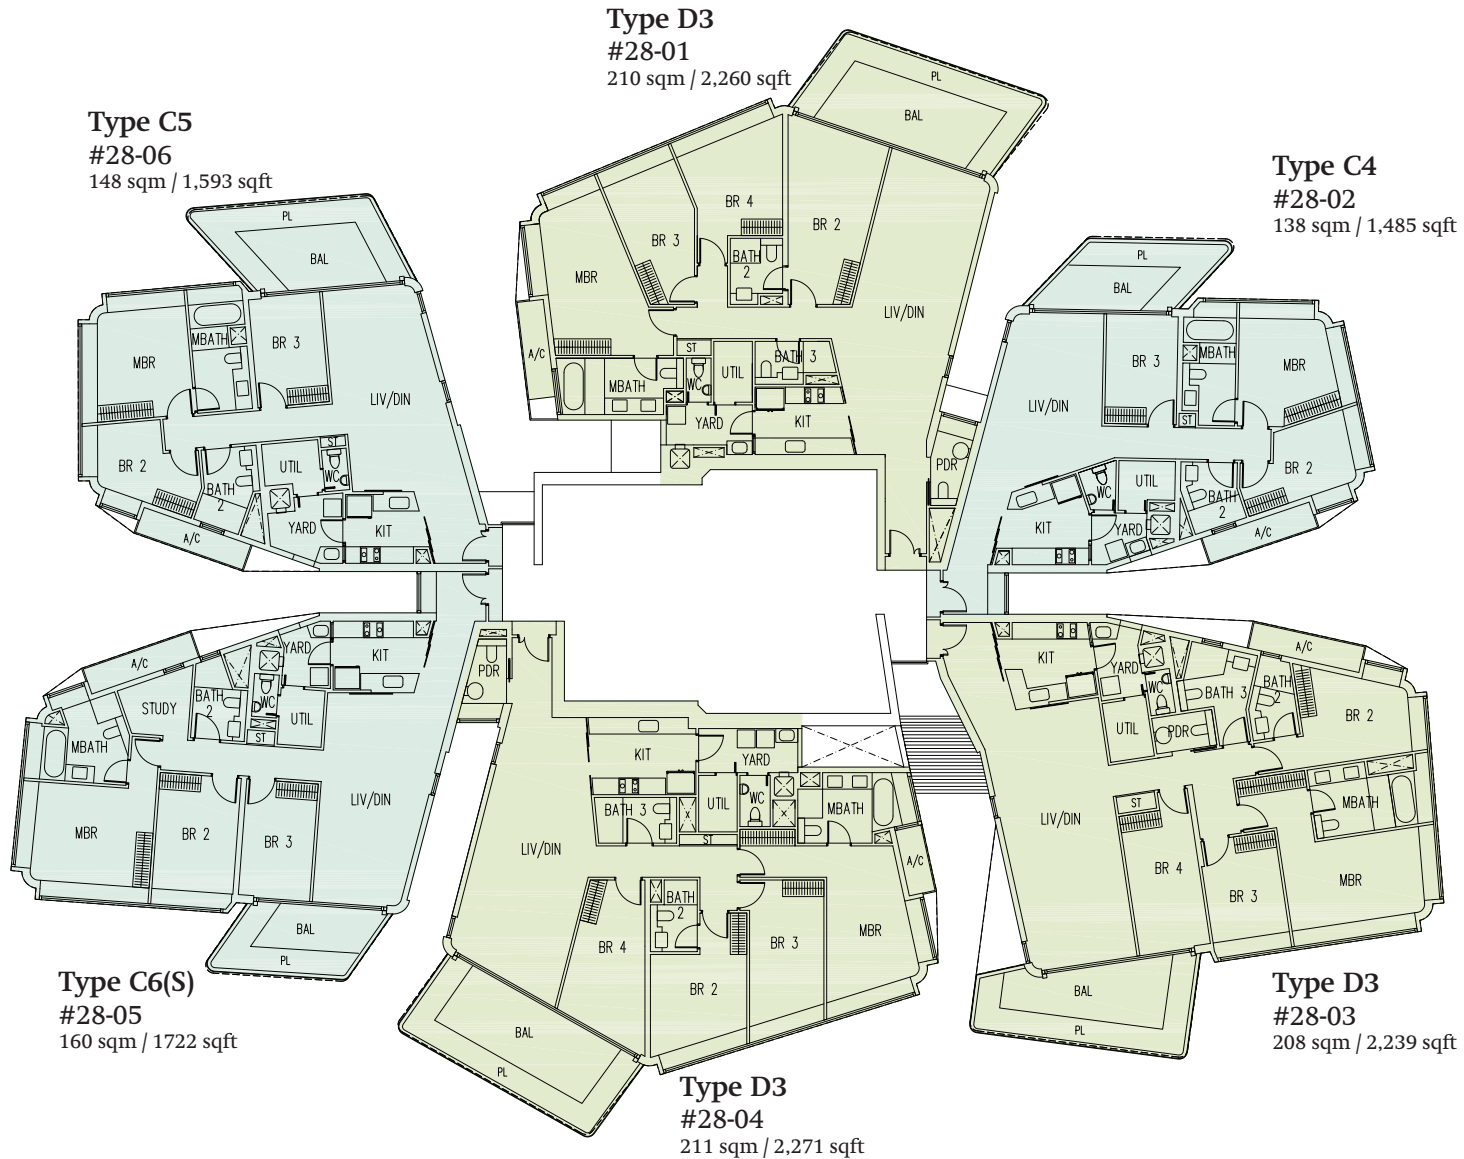 Type D3
#28-01
210 sqm / 2,260 sqft
PL
BAL
BR 4
BR 2
BR 3
BATH
2
MBR
LIV/DIN
A/C
ST
BATH 3
UTIL
WC
MBATH
YARD
KIT
PDR
Type C5
#28-06
148 sqm / 1,593 sqft
PL
BAL
MBATH
BR 3
MBR
LIV/DIN
ST
BR 2
UTIL
WC
BATH
2
YARD
KIT
A/C
Type C4
#28-02
138 sqm / 1,485 sqft
PL
BAL
BR 3
MBATH
MBR
LIV/DIN
ST
BR 2
WC
UTIL
BATH
2
KIT
YARD
A/C
A/C
YARD
KIT
STUDY
BATH
2
WC
UTIL
ST
MBATH
LIV/DIN
MBR
BR 2
BR 3
BAL
PL
Type C6(S)
#28-05
160 sqm / 1722 sqft
PDR
KIT
YARD
BATH 3
UTIL
WC
MBATH
ST
LIV/DIN
A/C
BATH
2
BR 4
BR 3
MBR
BR 2
BAL
PL
Type D3
#28-04
211 sqm / 2,271 sqft
A/C
KIT
YARD
WC
BATH 3
BATH
2
BR 2
UTIL
PDR
ST
MBATH
LIV/DIN
BR 4
BR 3
MBR
BAL
PL
Type D3
#28-03
208 sqm / 2,239 sqft